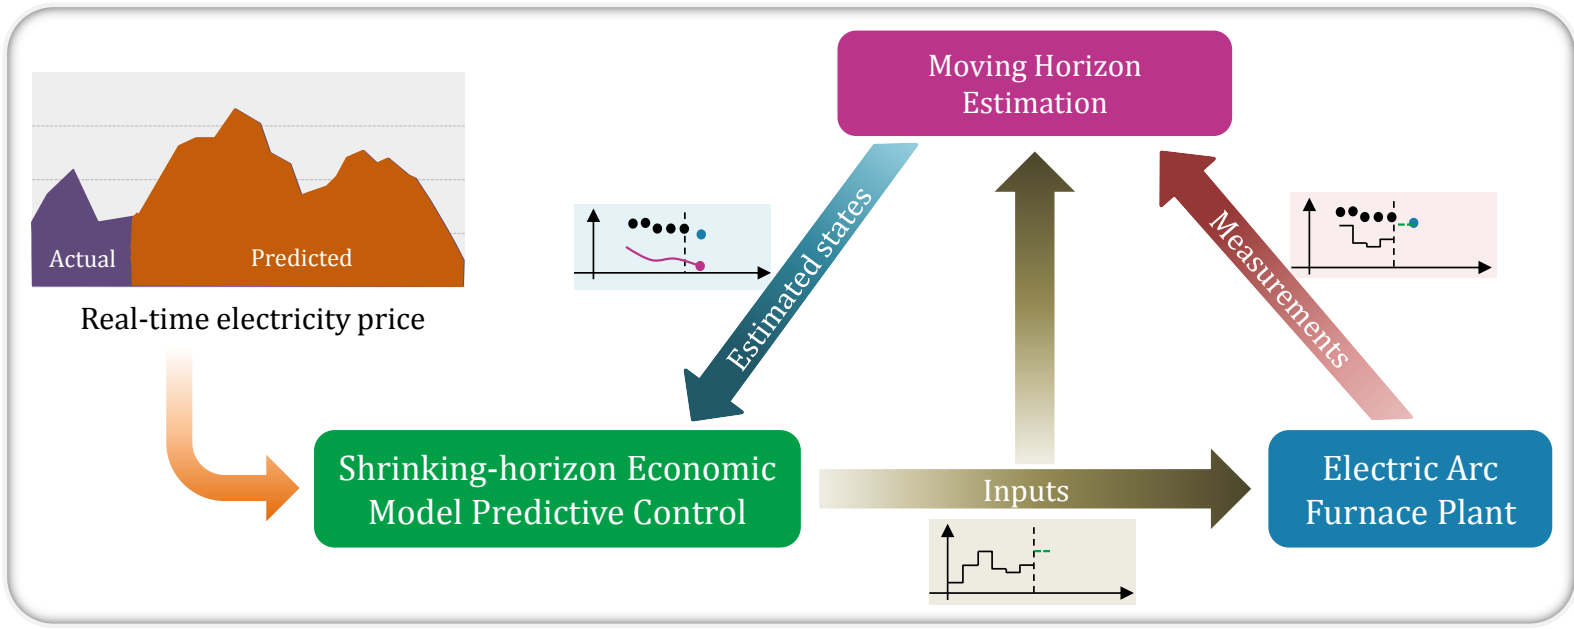 Moving Horizon
Estimation
Actual
Predicted
Real-time electricity price
Estimated states
Measurements
Shrinking-horizon Economic
Model Predictive Control
Inputs
Electric Arc
Furnace Plant